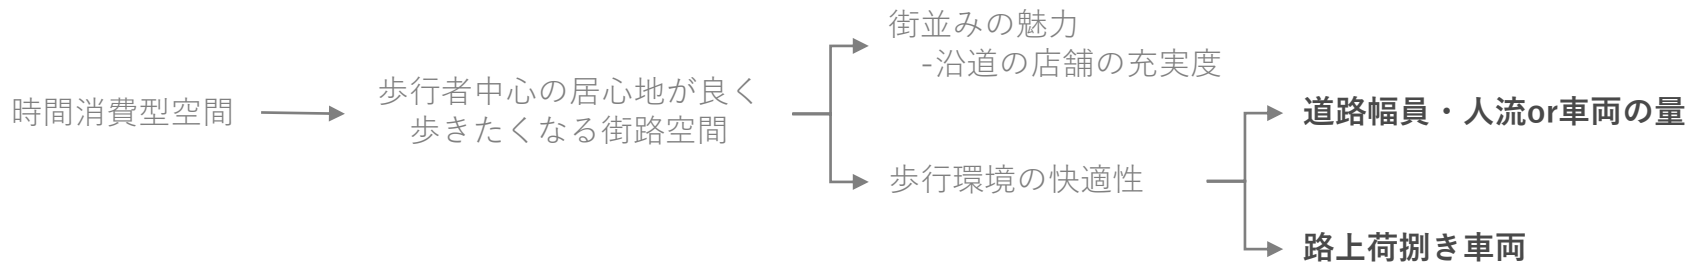 時間消費型空間
歩行者中心の居心地が良く
歩きたくなる街路空間
街並みの魅力
-沿道の店舗の充実度
歩行環境の快適性
道路幅員・人流or車両の量
路上荷捌き車両